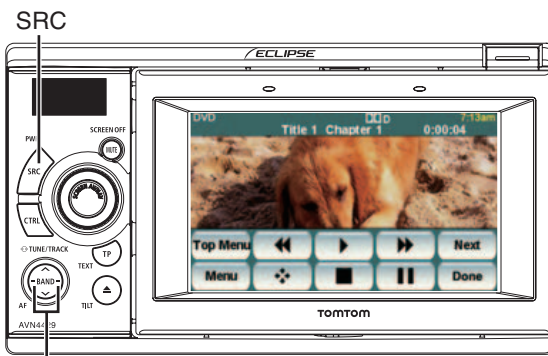 SRC
ECLIPSE
PWR
SCREEN OFF
MUTE
SRC
CTRL
TUNE/TRACK
TP
TEXT
BAND
AF
TILT
AVN4429
DVD
D
7:13am
Title 1 Chapter 1 0:00:04
Top Menu
Next
Menu
Done
TOMTOM